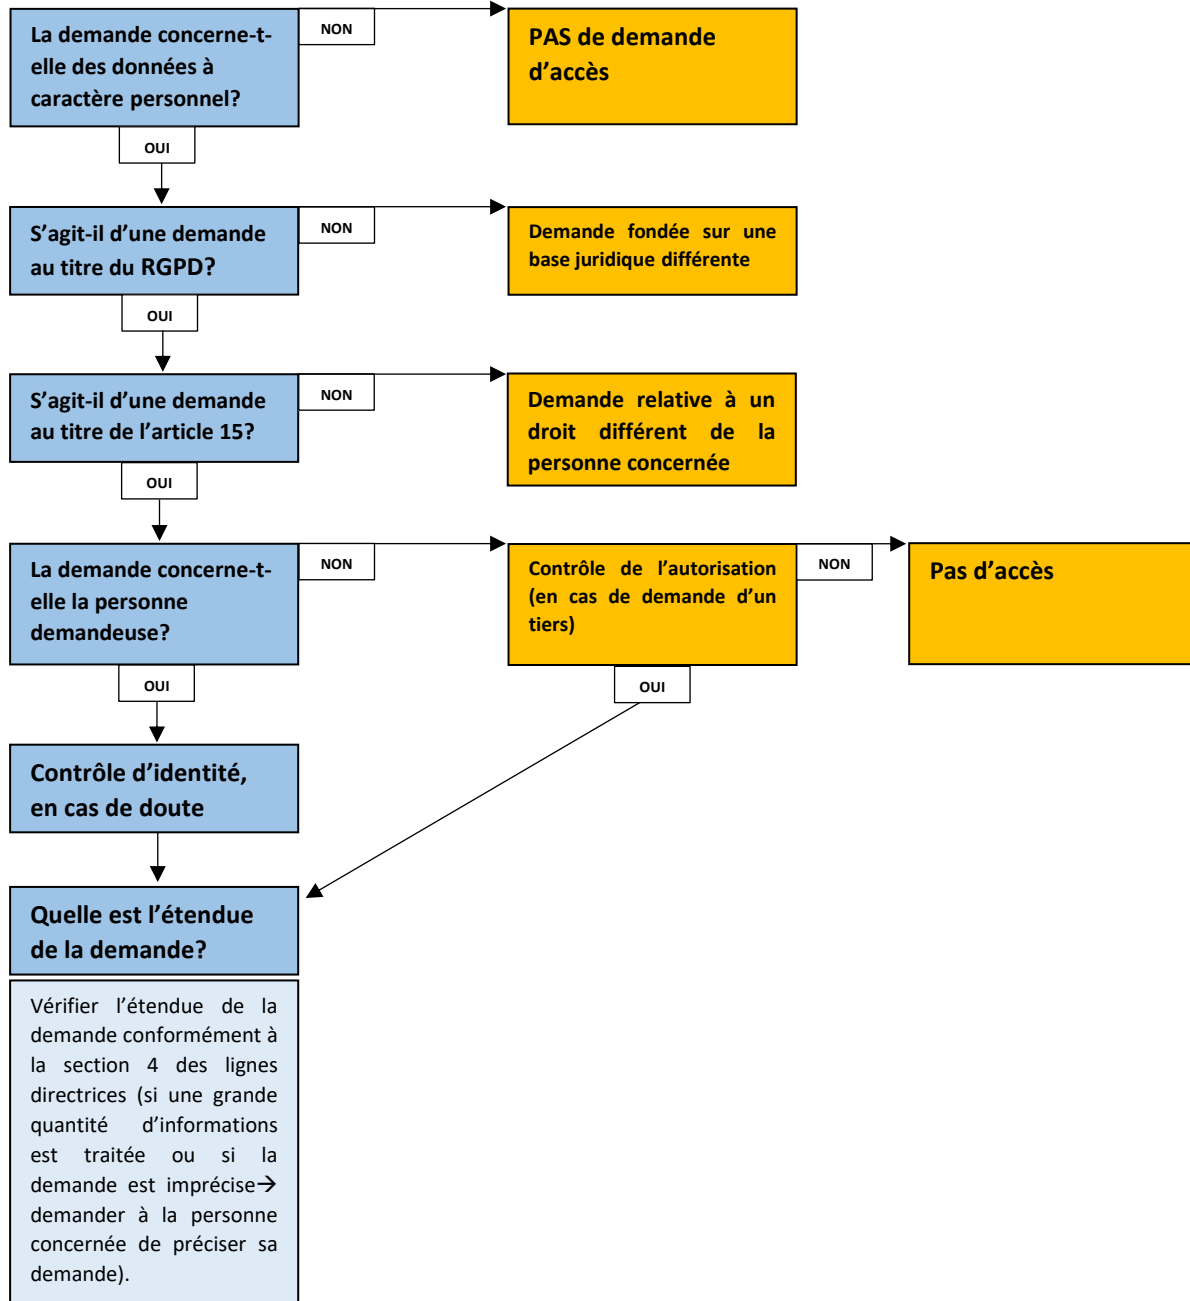 La demande concerne-t-
elle des données à
caractère personnel?
NON
PAS de demande
d’accès
OUI
S’agit-il d’une demande
au titre du RGPD?
NON
Demande fondée sur une
base juridique différente
OUI
S’agit-il d’une demande
au titre de l’article 15?
NON
Demande relative à un
droit différent de la
personne concernée
OUI
La demande concerne-t-
elle la personne
demandeuse?
NON
Contrôle de l’autorisation
(en cas de demande d’un
tiers)
NON
Pas d’accès
OUI
OUI
Contrôle d’identité,
en cas de doute
Quelle est l’étendue
de la demande?
Vérifier l’étendue de la
demande conformément à
la section 4 des lignes
directrices (si une grande
quantité d’informations
est traitée ou si la
demande est imprécise→
demander à la personne
concernée de préciser sa
demande).